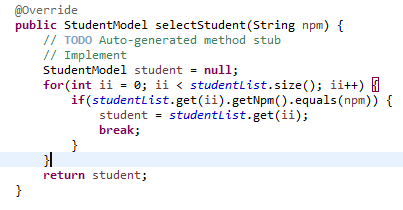 @Override
public StudentModel selectStudent(String npm) {
    // TODO Auto-generated method stub
    // Implement
    StudentModel student = null;
    for(int ii = 0; ii < studentList.size(); ii++) {
        if(studentList.get(ii).getNpm().equals(npm)) {
            student = studentList.get(ii);
            break;
        }
    }
    return student;
}